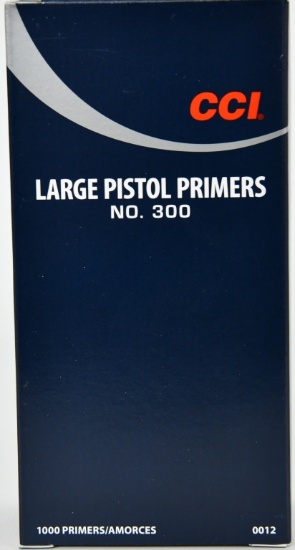 CCI
LARGE PISTOL PRIMERS
NO. 300
1000 PRIMERS/AMORCES 0012